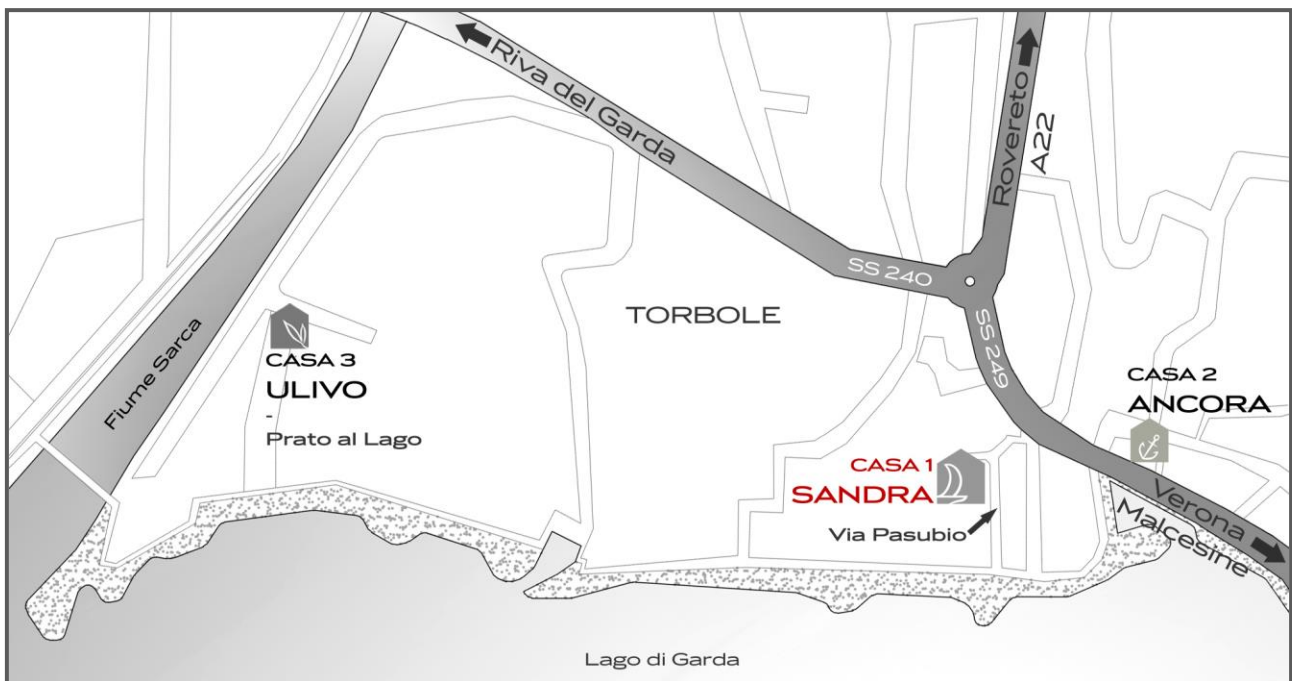 Riva del Garda
Rovereto
A22
SS 240
SS 249
TORBOLE
Fiume Sarca
CASA 3
ULIVO
-
Prato al Lago
CASA 2
ANCORA
CASA 1
SANDRA
Via Pasubio
Verona
Malcesine
Lago di Garda